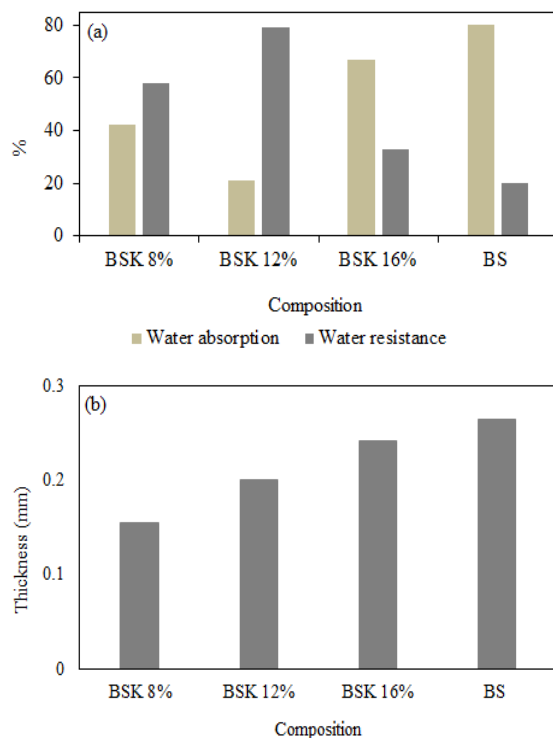 (a)
80
60
40
20
0
%
BSK 8% BSK 12% BSK 16% BS
Composition
Water absorption Water resistance
(b)
0.3
0.2
0.1
0
Thickness (mm)
BSK 8% BSK 12% BSK 16% BS
Composition